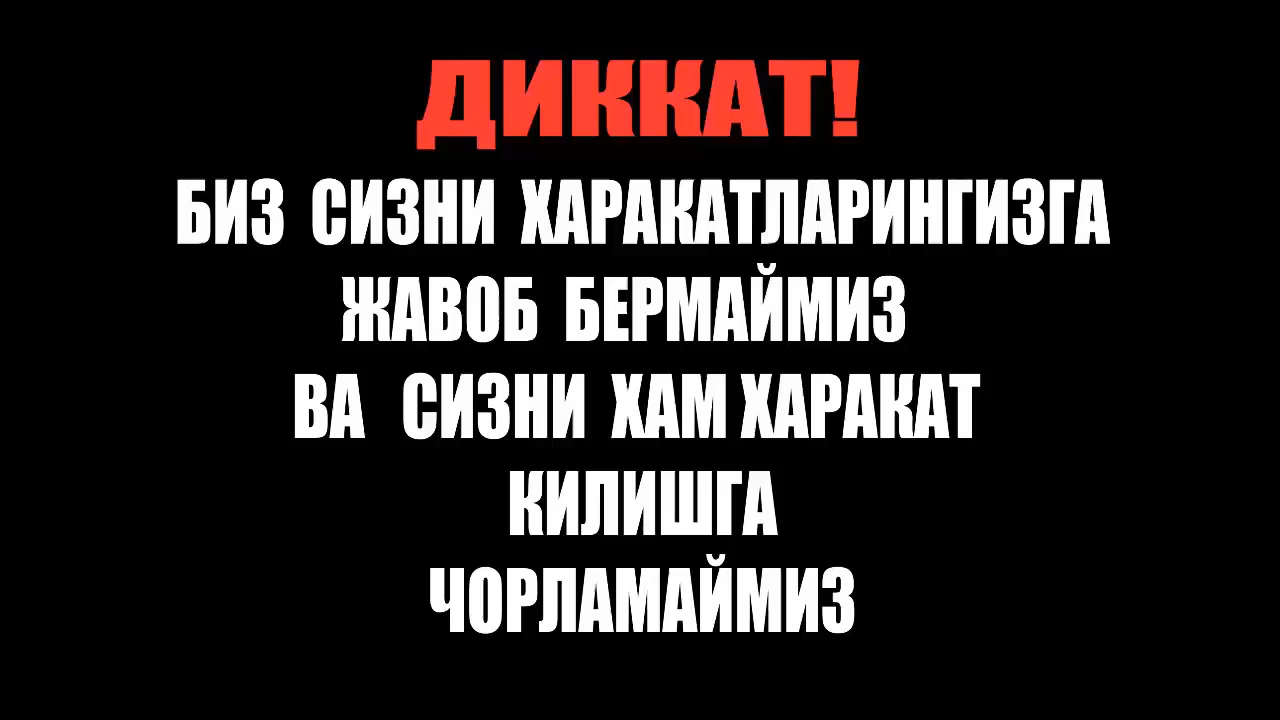 ДИККАТ!
БИЗ СИЗНИ ХАРАКАТЛАРИНГИЗГА
ЖАВОБ БЕРМАЙМИЗ
ВА СИЗНИ ХАМ ХАРАКАТ
КИЛИШГА
ЧОРЛАМАЙМИЗ